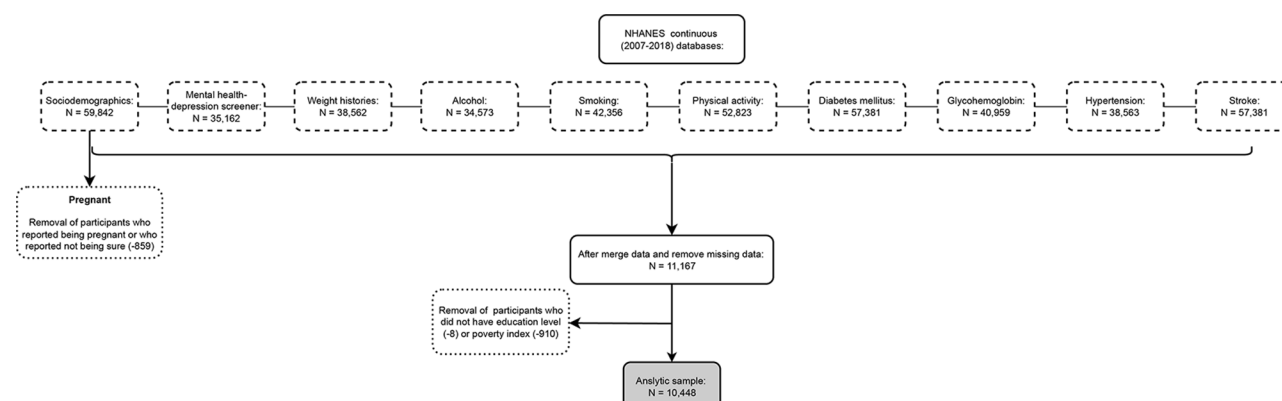 NHANES continuous
(2007-2018) databases:
Sociodemographics:
N = 59,842
Mental health-
depression screener:
N = 35,162
Weight histories:
N = 38,562
Alcohol:
N = 34,573
Smoking:
N = 42,356
Physical activity:
N = 52,823
Diabetes mellitus:
N = 57,381
Glycohemoglobin:
N = 40,959
Hypertension:
N = 38,563
Stroke:
N = 57,381
Pregnant
Removal of participants who
reported being pregnant or who
reported not being sure (-859)
After merge data and remove missing data:
N = 11,167
Removal of participants who
did not have education level
(-8) or poverty index (-910)
Anslytic sample:
N = 10,448